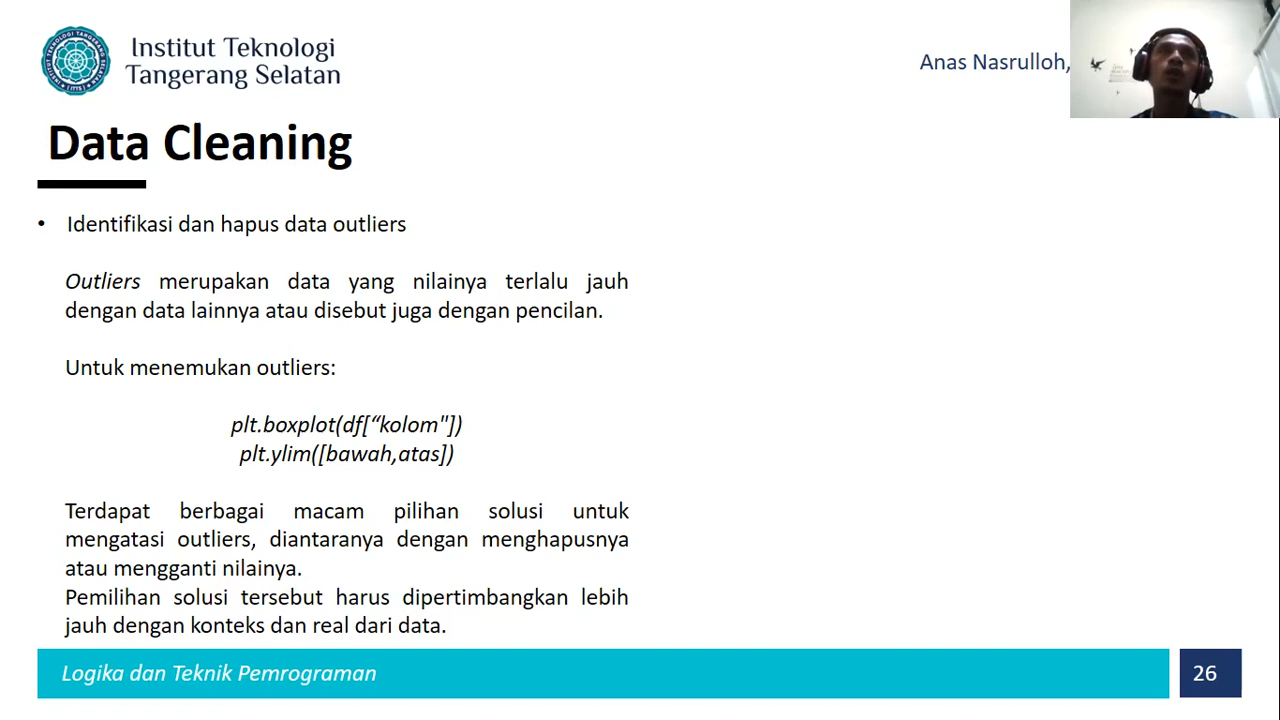 Institut Teknologi
Tangerang Selatan
Anas Nasrulloh,
Data Cleaning
• Identifikasi dan hapus data outliers
Outliers merupakan data yang nilainya terlalu jauh
dengan data lainnya atau disebut juga dengan pencilan.
Untuk menemukan outliers:
plt.boxplot(df[“kolom"])
plt.ylim([bawah,atas])
Terdapat berbagai macam pilihan solusi untuk
mengatasi outliers, diantaranya dengan menghapusnya
atau mengganti nilainya.
Pemilihan solusi tersebut harus dipertimbangkan lebih
jauh dengan konteks dan real dari data.
Logika dan Teknik Pemrograman
26